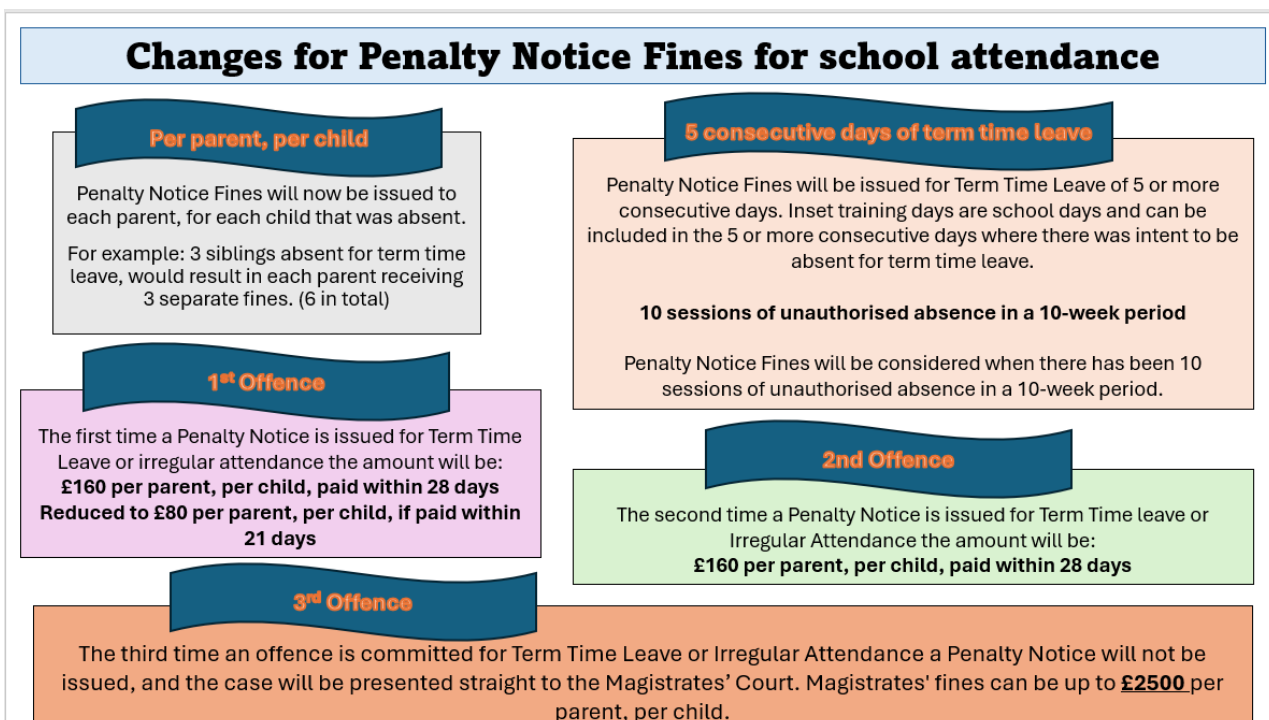 Changes for Penalty Notice Fines for school attendance
Per parent, per child
Penalty Notice Fines will now be issued to
each parent, for each child that was absent.
For example: 3 siblings absent for term time
leave, would result in each parent receiving
3 separate fines. (6 in total)
5 consecutive days of term time leave
Penalty Notice Fines will be issued for Term Time Leave of 5 or more
consecutive days. Inset training days are school days and can be
included in the 5 or more consecutive days where there was intent to be
absent for term time leave.
10 sessions of unauthorised absence in a 10-week period
Penalty Notice Fines will be considered when there has been 10
sessions of unauthorised absence in a 10-week period.
1st Offence
The first time a Penalty Notice is issued for Term Time
Leave or irregular attendance the amount will be:
£160 per parent, per child, paid within 28 days
Reduced to £80 per parent, per child, if paid within
21 days
2nd Offence
The second time a Penalty Notice is issued for Term Time leave or
Irregular Attendance the amount will be:
£160 per parent, per child, paid within 28 days
3rd Offence
The third time an offence is committed for Term Time Leave or Irregular Attendance a Penalty Notice will not be
issued, and the case will be presented straight to the Magistrates’ Court. Magistrates' fines can be up to £2500 per
parent, per child.